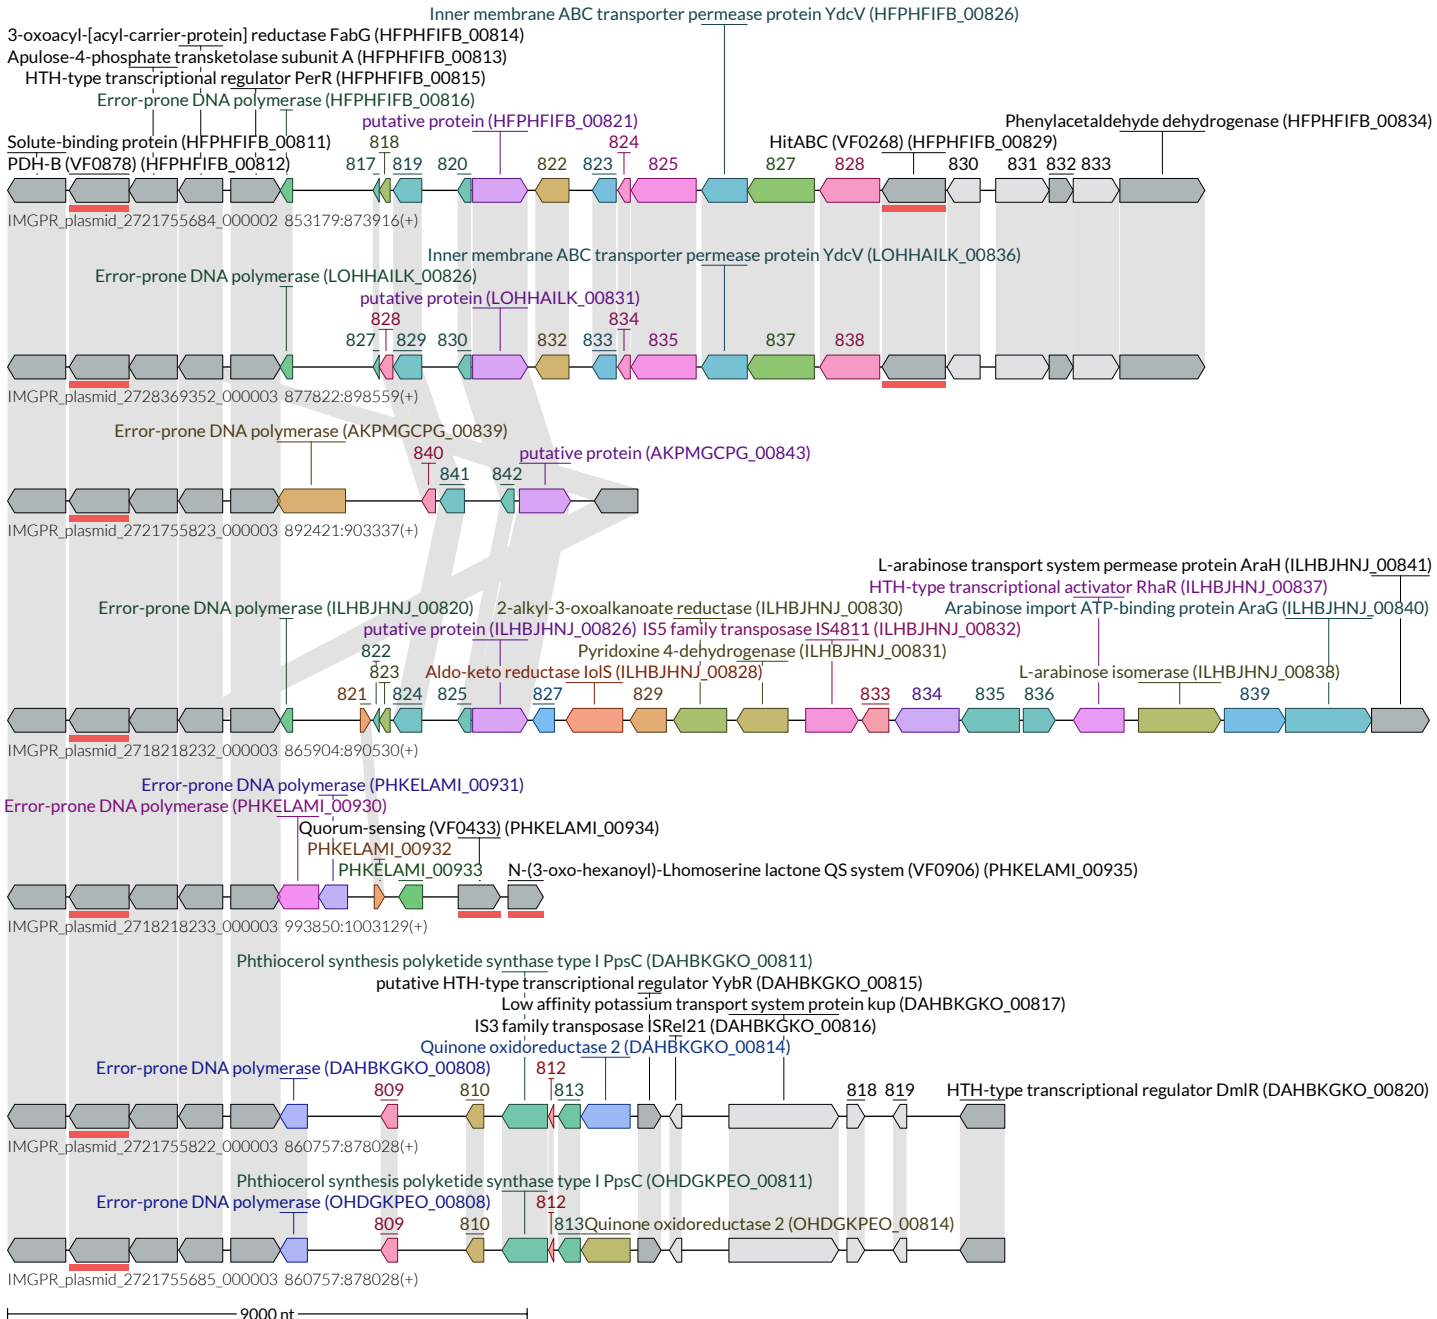 Inner membrane ABC transporter permease protein YdcV (HFPHFIFB_00826)
3-oxoacyl-[acyl-carrier-protein] reductase FabG (HFPHFIFB_00814)
Apulose-4-phosphate transketolase subunit A (HFPHFIFB_00813)
HTH-type transcriptional regulator PerR (HFPHFIFB_00815)
Error-prone DNA polymerase (HFPHFIFB_00816)
putative protein (HFPHFIFB_00821) Phenylacetaldehyde dehydrogenase (HFPHFIFB_00834)
Solute-binding protein (HFPHFIFB_00811) 818 824 HitABC (VF0268) (HFPHFIFB_00829)
PDH-B (VF0878) (HFPHFIFB_00812) 817 819 820 822 823 825 827 828 830 831 832 833
IMGPR_plasmid_2721755684_000002 853179:873916(+)
Inner membrane ABC transporter permease protein YdcV (LOHHAILK_00836)
Error-prone DNA polymerase (LOHHAILK_00826)
putative protein (LOHHAILK_00831)
828 834
827 829 830 832 833 835 837 838
IMGPR_plasmid_2728369352_000003 877822:898559(+)
Error-prone DNA polymerase (AKPMGCPG_00839)
840 putative protein (AKPMGCPG_00843)
841 842
IMGPR_plasmid_2721755823_000003 892421:903337(+)
L-arabinose transport system permease protein AraH (ILHBJHNJ_00841)
HTH-type transcriptional activator RhaR (ILHBJHNJ_00837)
Error-prone DNA polymerase (ILHBJHNJ_00820) 2-alkyl-3-oxoalkanoate reductase (ILHBJHNJ_00830) Arabinose import ATP-binding protein AraG (ILHBJHNJ_00840)
putative protein (ILHBJHNJ_00826) IS5 family transposase IS4811 (ILHBJHNJ_00832)
822 Pyridoxine 4-dehydrogenase (ILHBJHNJ_00831)
823 Aldo-keto reductase IolS (ILHBJHNJ_00828) L-arabinose isomerase (ILHBJHNJ_00838)
821 824 825 827 829 833 834 835 836 839
IMGPR_plasmid_2718218232_000003 865904:890530(+)
Error-prone DNA polymerase (PHKELAMI_00931)
Error-prone DNA polymerase (PHKELAMI_00930)
Quorum-sensing (VF0433) (PHKELAMI_00934)
PHKELAMI_00932
PHKELAMI_00933 N-(3-oxo-hexanoyl)-Lhomoserine lactone QS system (VF0906) (PHKELAMI_00935)
IMGPR_plasmid_2718218233_000003 993850:1003129(+)
Phthiocerol synthesis polyketide synthase type I PpsC (DAHBKGKO_00811)
putative HTH-type transcriptional regulator YybR (DAHBKGKO_00815)
Low affinity potassium transport system protein kup (DAHBKGKO_00817)
IS3 family transposase ISRel21 (DAHBKGKO_00816)
Quinone oxidoreductase 2 (DAHBKGKO_00814)
Error-prone DNA polymerase (DAHBKGKO_00808) 812
809 810 813 818 819 HTH-type transcriptional regulator DmlR (DAHBKGKO_00820)
IMGPR_plasmid_2721755822_000003 860757:878028(+)
Phthiocerol synthesis polyketide synthase type I PpsC (OHDGKPEO_00811)
Error-prone DNA polymerase (OHDGKPEO_00808) 812
809 810 813 Quinone oxidoreductase 2 (OHDGKPEO_00814)
IMGPR_plasmid_2721755685_000003 860757:878028(+)
9000 nt